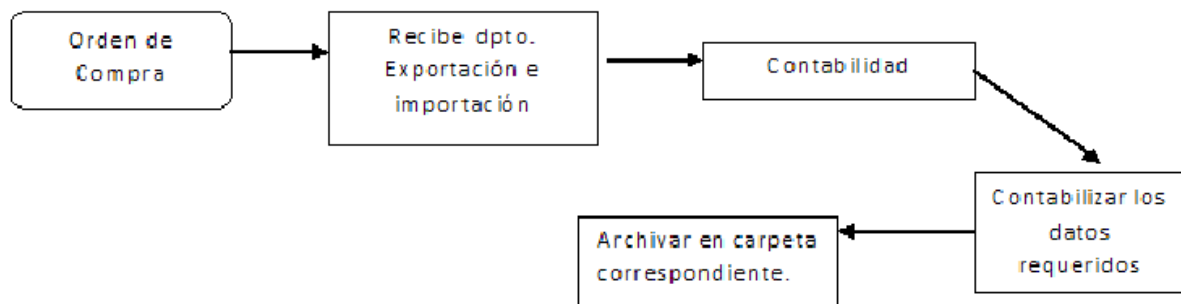 Orden de
Compra
Recibe dpto.
Exportación e
importación
Contabilidad
Contabilizar los
datos
requeridos
Archivar en carpeta
correspondiente.